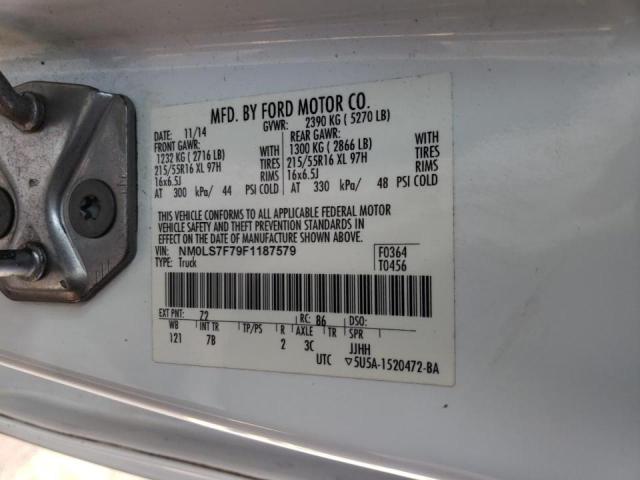 MFD. BY FORD MOTOR CO.
DATE: 11/14 GVWR: 2390 KG ( 5270 LB)
FRONT GAWR: REAR GAWR:
1232 KG ( 2716 LB) WITH 1300 KG ( 2866 LB) WITH
215/55R16 XL 97H TIRES 215/55R16 XL 97H TIRES
16x6.5J RIMS 16x6.5J RIMS
AT 300 kPa/ 44 PSI COLD AT 330 kPa/ 48 PSI COLD
THIS VEHICLE CONFORMS TO ALL APPLICABLE FEDERAL MOTOR
VEHICLE SAFETY AND THEFT PREVENTION STANDARDS IN
EFFECT ON THE DATE OF MANUFACTURE SHOWN ABOVE.
VIN: NM0LS7F79F1187579 F0364
TYPE: Truck T0456
EXT PNT: 72 RC: 86 DSO:
WB INT TR TP/PS R AXLE TR SPR
121 7B 2 3C JJHH
UTC ▽5U5A-1520472-BA